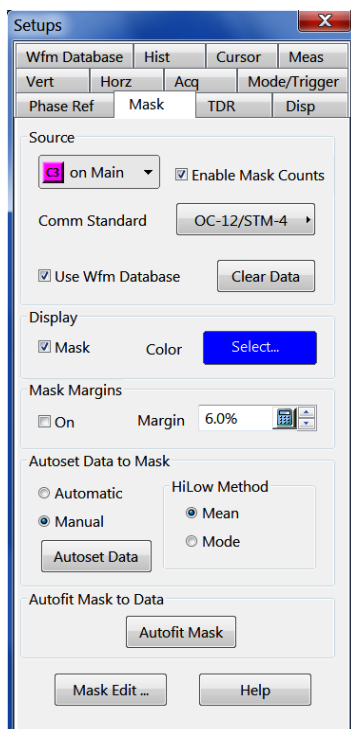 Setups
Wfm Database Hist Cursor Meas
Vert Horz Acq Mode/Trigger
Phase Ref Mask TDR Disp
Source
C3 on Main Enable Mask Counts
Comm Standard OC-12/STM-4
Use Wfm Database Clear Data
Display
Mask Color Select...
Mask Margins
On Margin 6.0%
Autoset Data to Mask
Automatic HiLow Method
Manual Mean
Autoset Data Mode
Autofit Mask to Data
Autofit Mask
Mask Edit ... Help